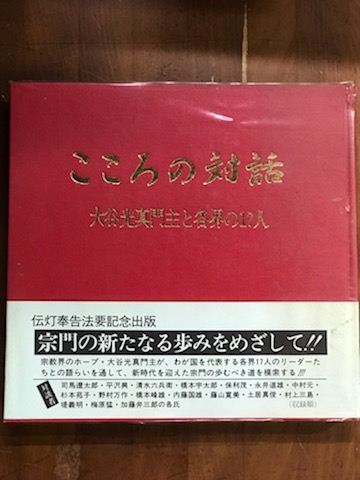 こころの対話
大谷光真門主と各界の17人
伝灯奉告法要記念出版
宗門の新たなる歩みをめざして!!
宗教界のホープ・大谷光真門主が、わが国を代表する各界17人のリーダーた
ちとの語らいを通して、新時代を迎えた宗門の歩むべき道を模索する!!
対談者
司馬遼太郎・平沢興・清水六兵衛・橋本宇太郎・保利茂・永井道雄・中村元・
杉本苑子・野村万作・橋本峰雄・内藤国雄・藤山寛美・土居真俊・村上三島・
堤義明・梅原猛・加藤弁三郎の各氏
(収録順)